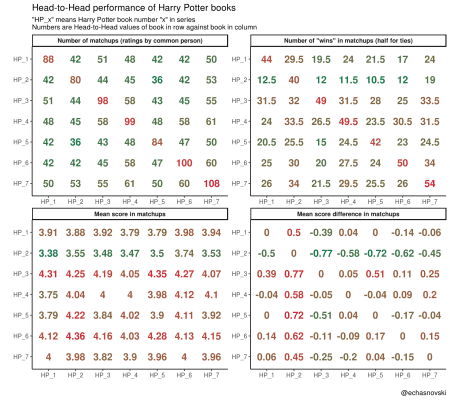 Head-to-Head performance of Harry Potter books
"HP_x" means Harry Potter book number "x" in series
Numbers are Head-to-Head values of book in row against book in column
Number of matchups (ratings by common person)
HP_1 88 42 51 48 42 42 50
HP_2 42 80 44 45 36 42 53
HP_3 51 44 98 58 43 45 55
HP_4 48 45 58 99 48 58 61
HP_5 42 36 43 48 84 47 50
HP_6 42 42 45 58 47 100 60
HP_7 50 53 55 61 50 60 108
HP_1 HP_2 HP_3 HP_4 HP_5 HP_6 HP_7
Number of "wins" in matchups (half for ties)
HP_1 44 29.5 19.5 24 21.5 17 24
HP_2 12.5 40 12 11.5 10.5 12 19
HP_3 31.5 32 49 31.5 28 25 33.5
HP_4 24 33.5 26.5 49.5 23.5 30.5 31.5
HP_5 20.5 25.5 15 24.5 42 23 24.5
HP_6 25 30 20 27.5 24 50 34
HP_7 26 34 21.5 29.5 25.5 26 54
HP_1 HP_2 HP_3 HP_4 HP_5 HP_6 HP_7
Mean score in matchups
HP_1 3.91 3.88 3.92 3.79 3.79 3.98 3.94
HP_2 3.38 3.55 3.48 3.47 3.5 3.74 3.53
HP_3 4.31 4.25 4.19 4.05 4.35 4.27 4.07
HP_4 3.75 4.04 4 4 3.98 4.12 4.1
HP_5 3.79 4.22 3.84 4.02 3.9 4.11 3.92
HP_6 4.12 4.36 4.16 4.03 4.28 4.13 4.15
HP_7 4 3.98 3.82 3.9 3.96 4 3.96
HP_1 HP_2 HP_3 HP_4 HP_5 HP_6 HP_7
Mean score difference in matchups
HP_1 0 0.5 -0.39 0.04 0 -0.14 -0.06
HP_2 -0.5 0 -0.77 -0.58 -0.72 -0.62 -0.45
HP_3 0.39 0.77 0 0.05 0.51 0.11 0.25
HP_4 -0.04 0.58 -0.05 0 -0.04 0.09 0.2
HP_5 0 0.72 -0.51 0.04 0 -0.17 -0.04
HP_6 0.14 0.62 -0.11 -0.09 0.17 0 0.15
HP_7 0.06 0.45 -0.25 -0.2 0.04 -0.15 0
HP_1 HP_2 HP_3 HP_4 HP_5 HP_6 HP_7
@echasnovski